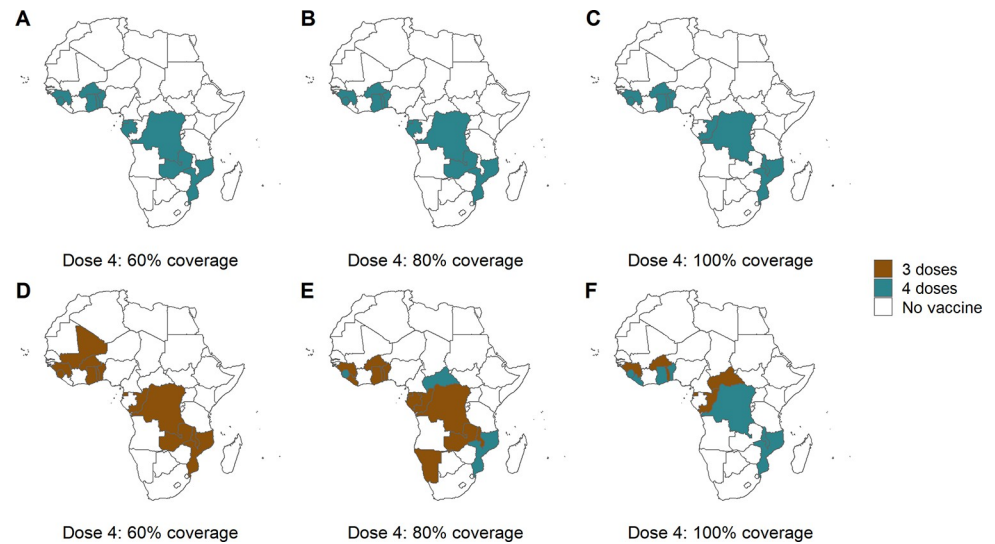 A
B
C
Dose 4: 60% coverage
Dose 4: 80% coverage
Dose 4: 100% coverage
3 doses
4 doses
No vaccine
D
E
F
Dose 4: 60% coverage
Dose 4: 80% coverage
Dose 4: 100% coverage